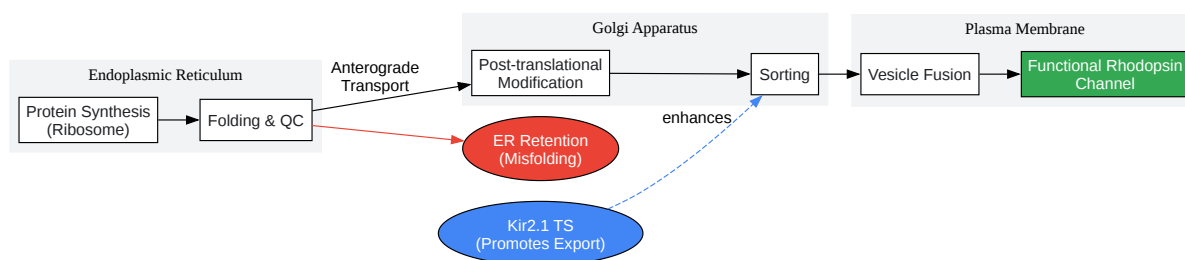 Endoplasmic Reticulum
Protein Synthesis
(Ribosome)
Folding & QC
Anterograde
Transport
Golgi Apparatus
Post-translational
Modification
Sorting
enhances
ER Retention
(Misfolding)
Kir2.1 TS
(Promotes Export)
Plasma Membrane
Vesicle Fusion
Functional Rhodopsin
Channel